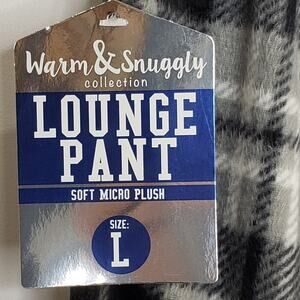 Warm & Snuggly
collection
LOUNGE
PANT
SOFT MICRO PLUSH
SIZE:
L